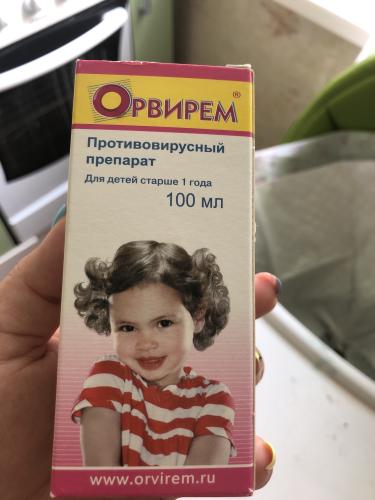 ОРВИРЕМ®
Противовирусный
препарат
Для детей старше 1 года
100 мл
www.orvirem.ru